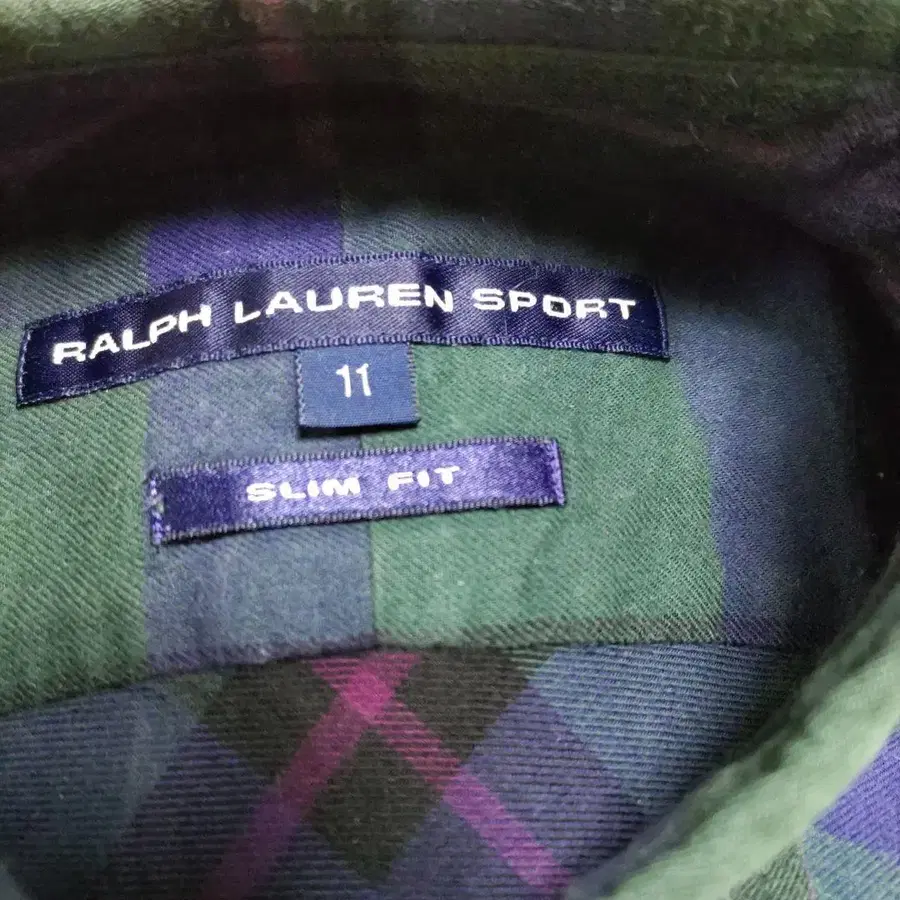 RALPH LAUREN SPORT
11
SLIM FIT